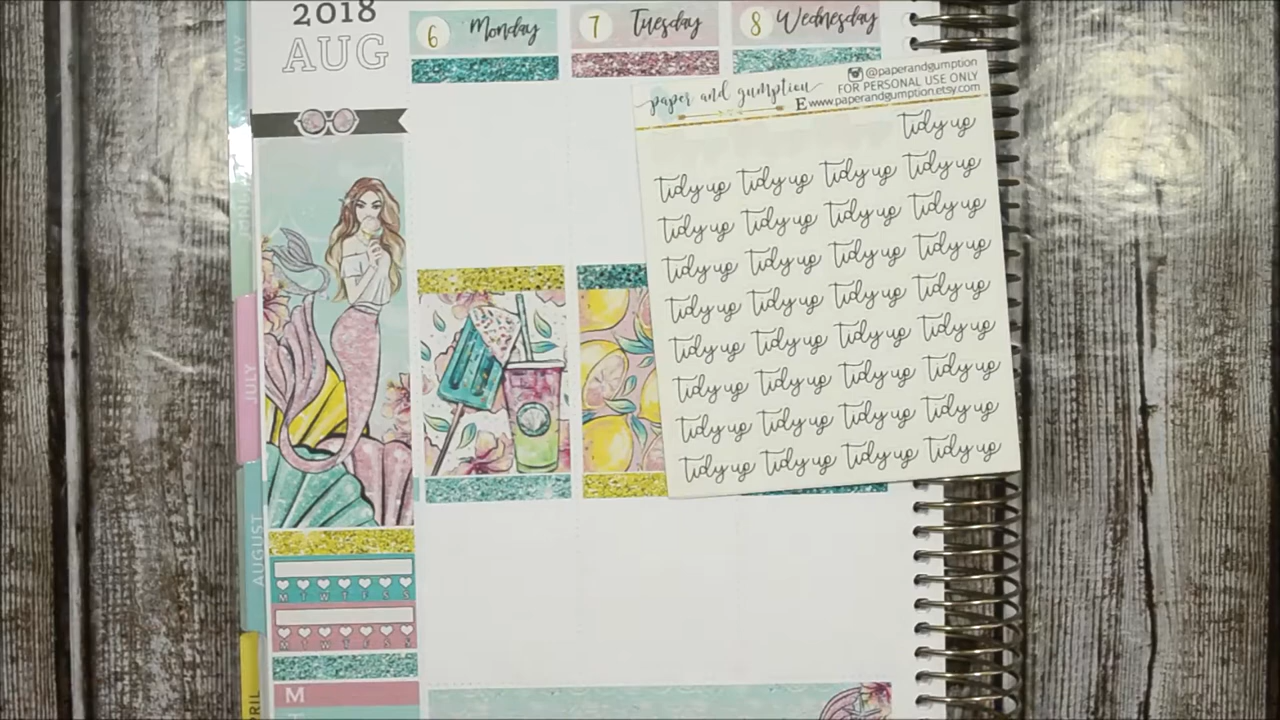 2018
AUG
6 Monday
7 Tuesday
8 Wednesday
MAY
JUNE
JULY
AUGUST
paper and gumption
@paperandgumption
FOR PERSONAL USE ONLY
E www.paperandgumption.etsy.com
tidy up
tidy up tidy up tidy up tidy up
tidy up tidy up tidy up tidy up
tidy up tidy up tidy up tidy up
tidy up tidy up tidy up tidy up
tidy up tidy up tidy up tidy up
tidy up tidy up tidy up tidy up
tidy up tidy up tidy up tidy up
tidy up tidy up tidy up tidy up
M T W T F S S
M T W T F S S
M